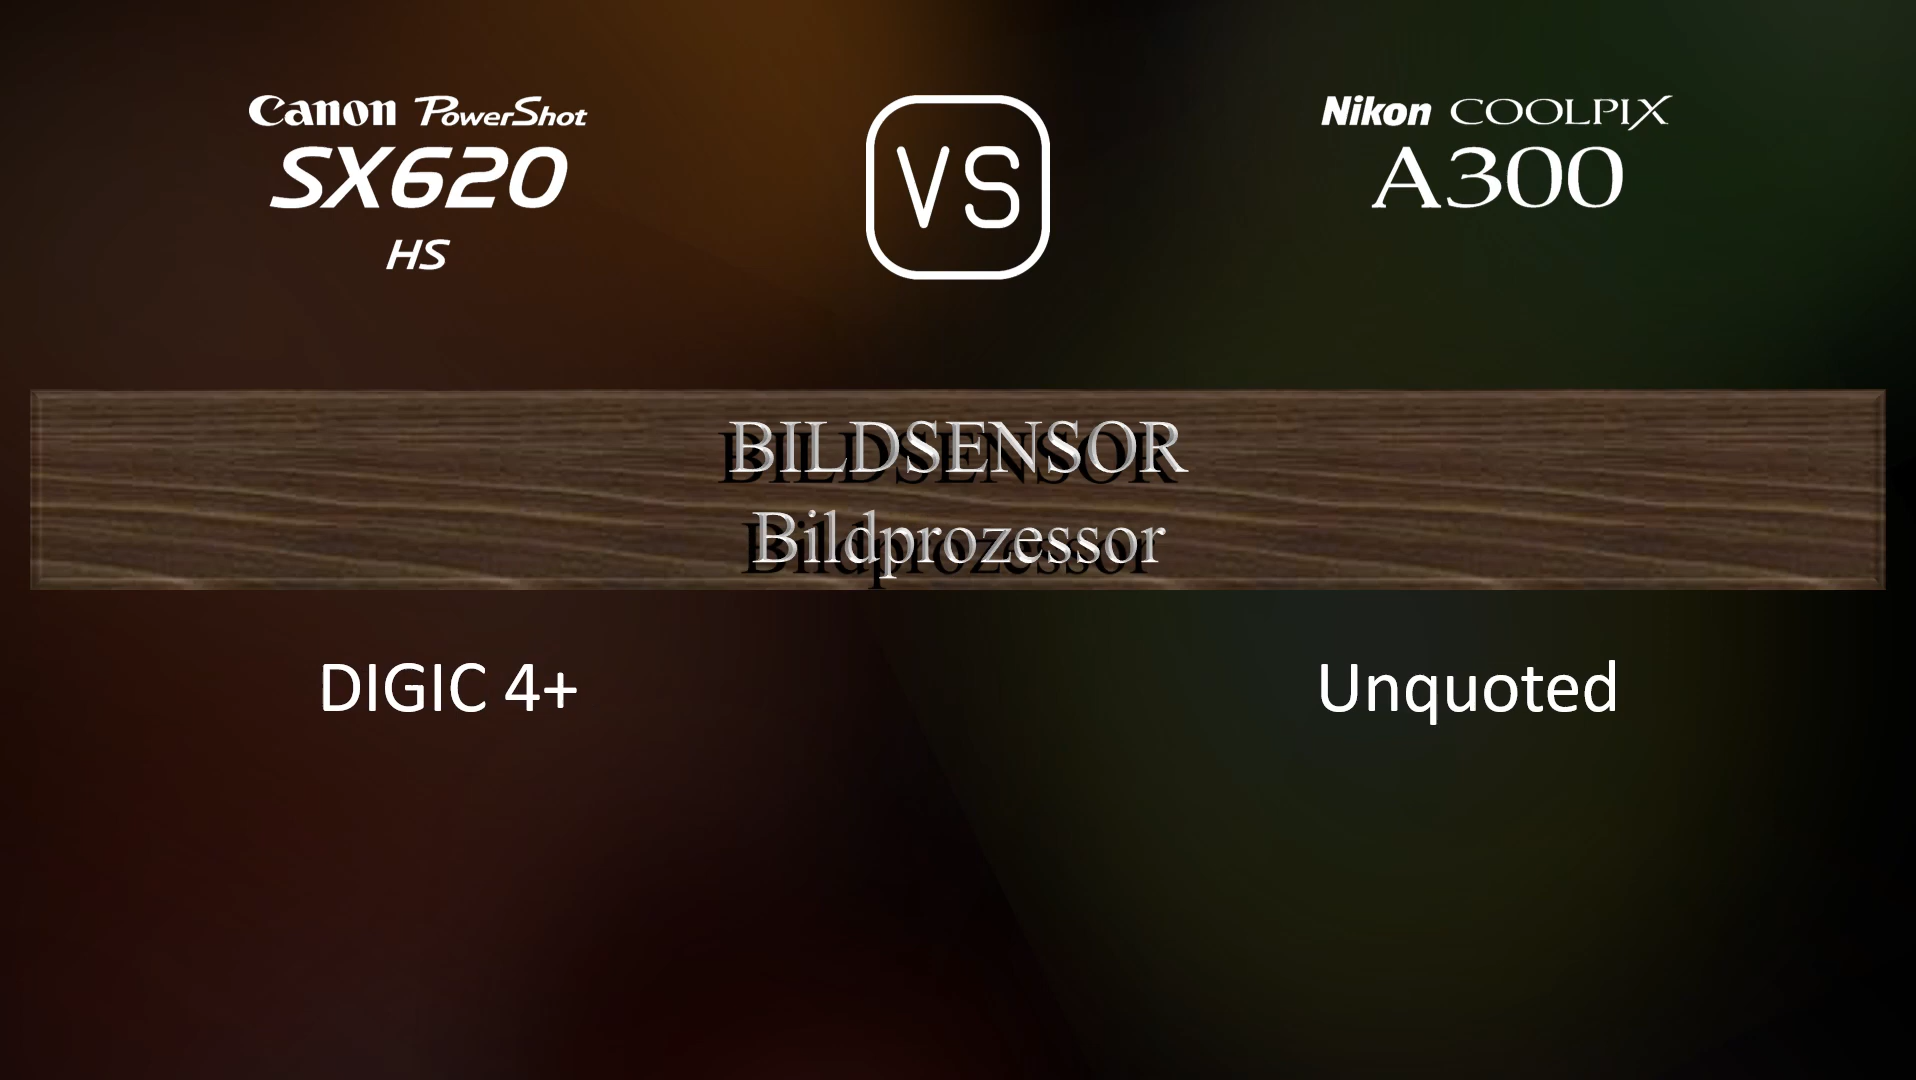 Canon PowerShot
SX620
HS
VS
Nikon COOLPIX
A300
BILDSENSOR
Bildprozessor
DIGIC 4+
Unquoted